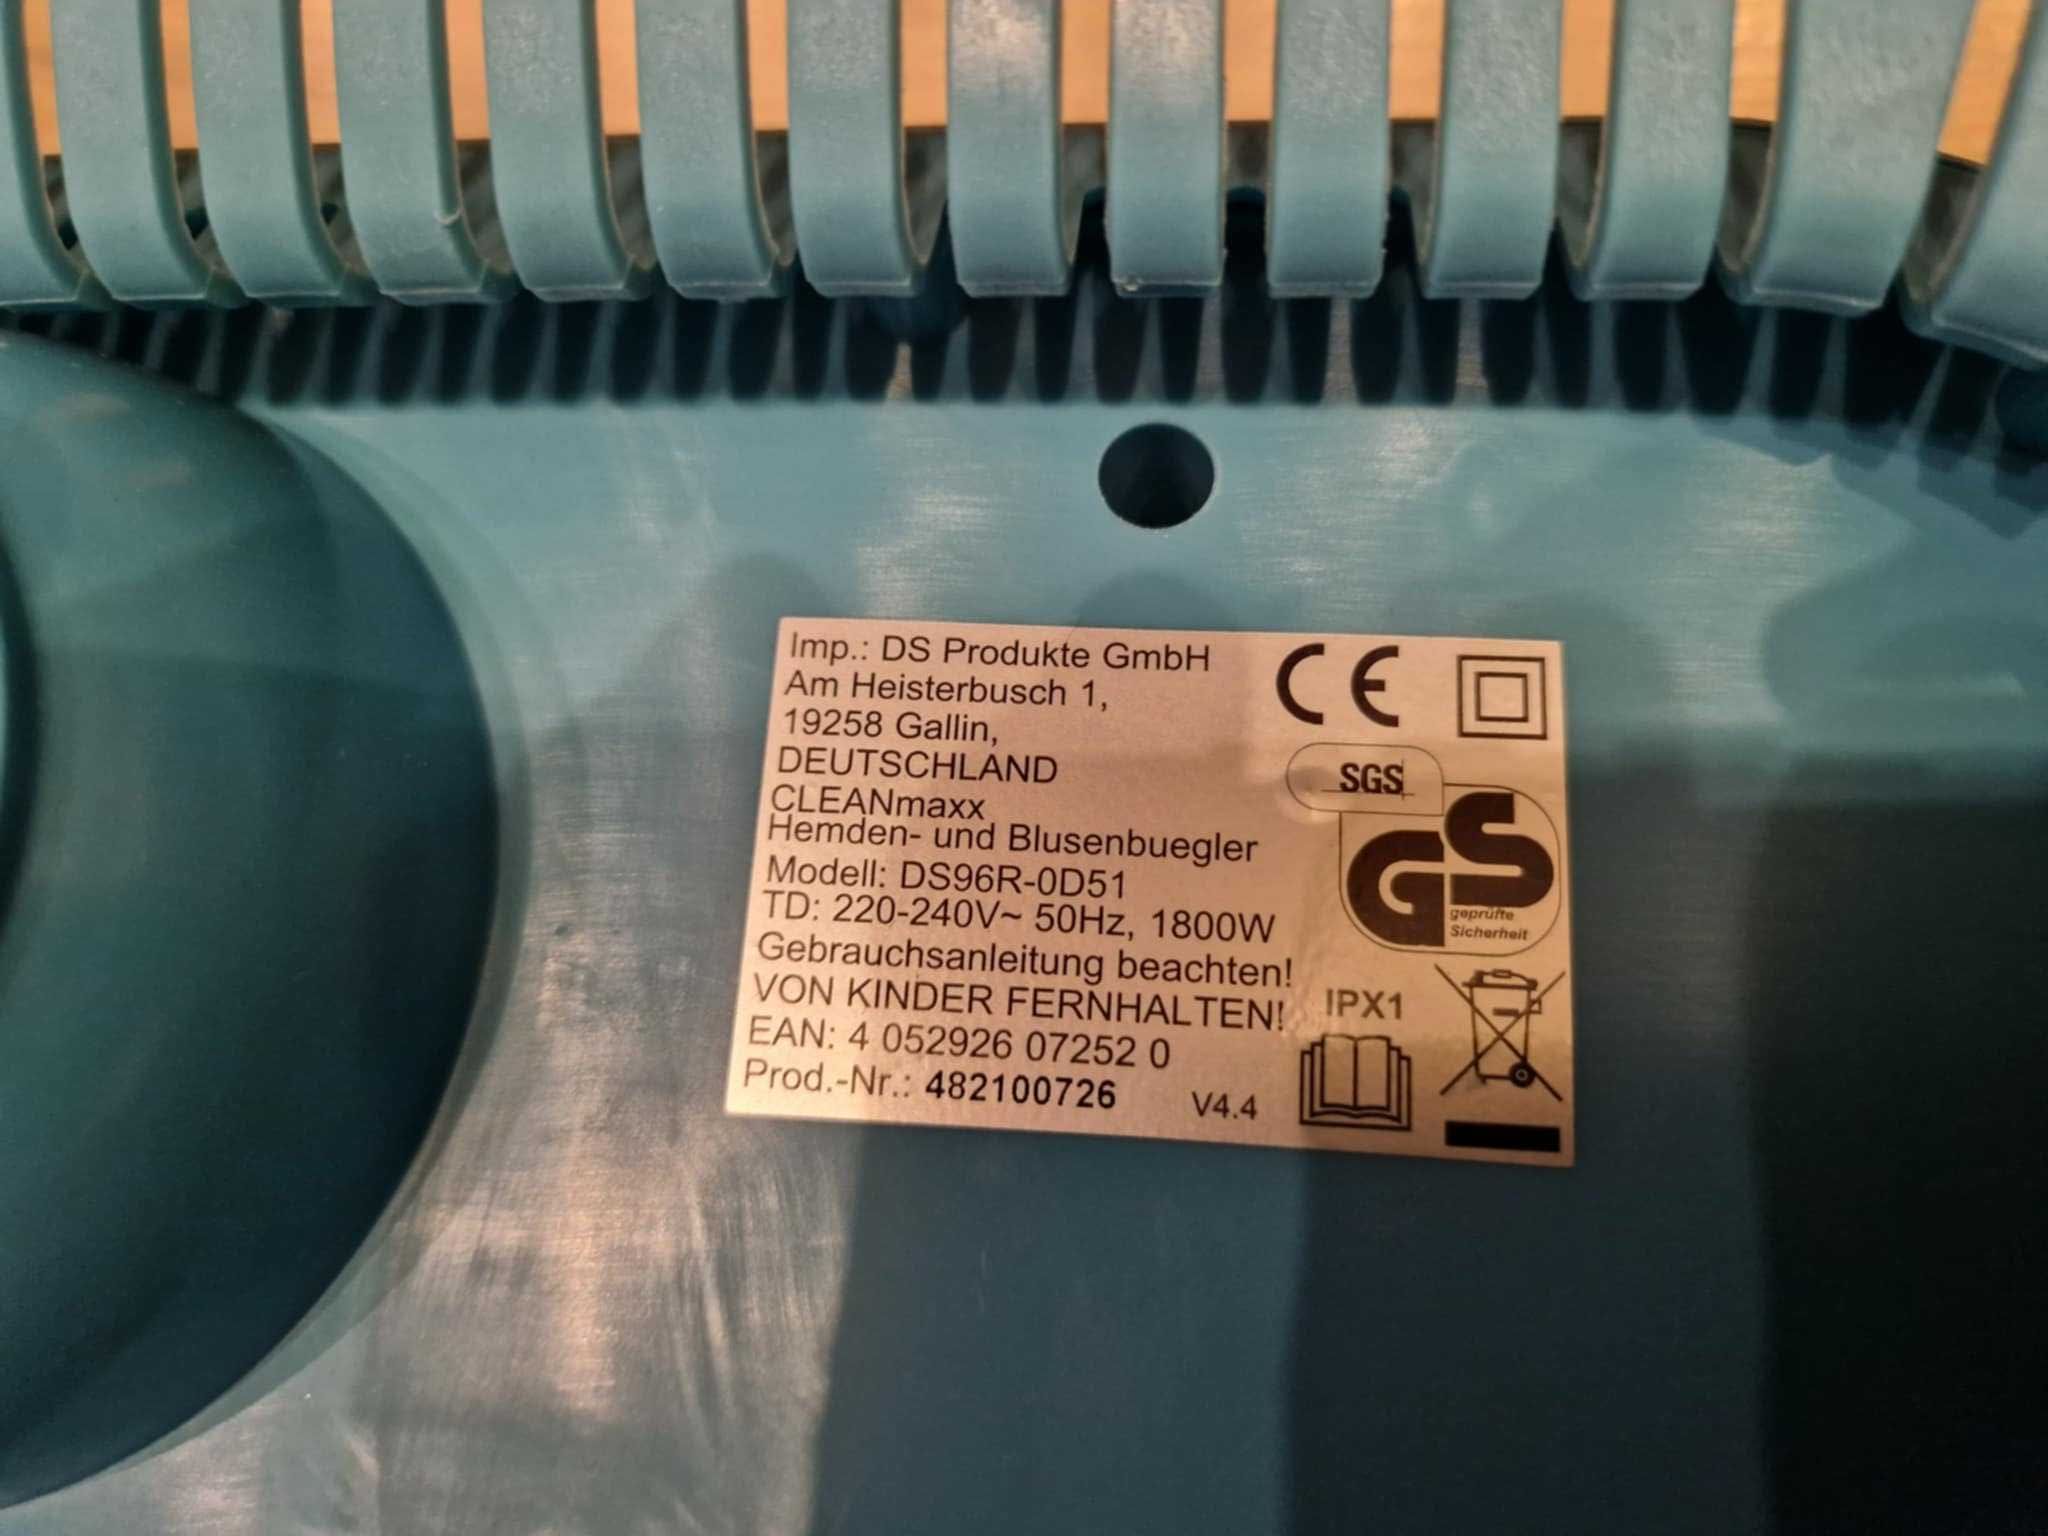 Imp.: DS Produkte GmbH
Am Heisterbusch 1,
19258 Gallin,
DEUTSCHLAND
CLEANmaxx
Hemden- und Blusenbuegler
Modell: DS96R-0D51
TD: 220-240V~ 50Hz, 1800W
Gebrauchsanleitung beachten!
VON KINDER FERNHALTEN!
EAN: 4 052926 07252 0
Prod.-Nr.: 482100726
V4.4
CE
SGS
GS
geprüfte
Sicherheit
IPX1